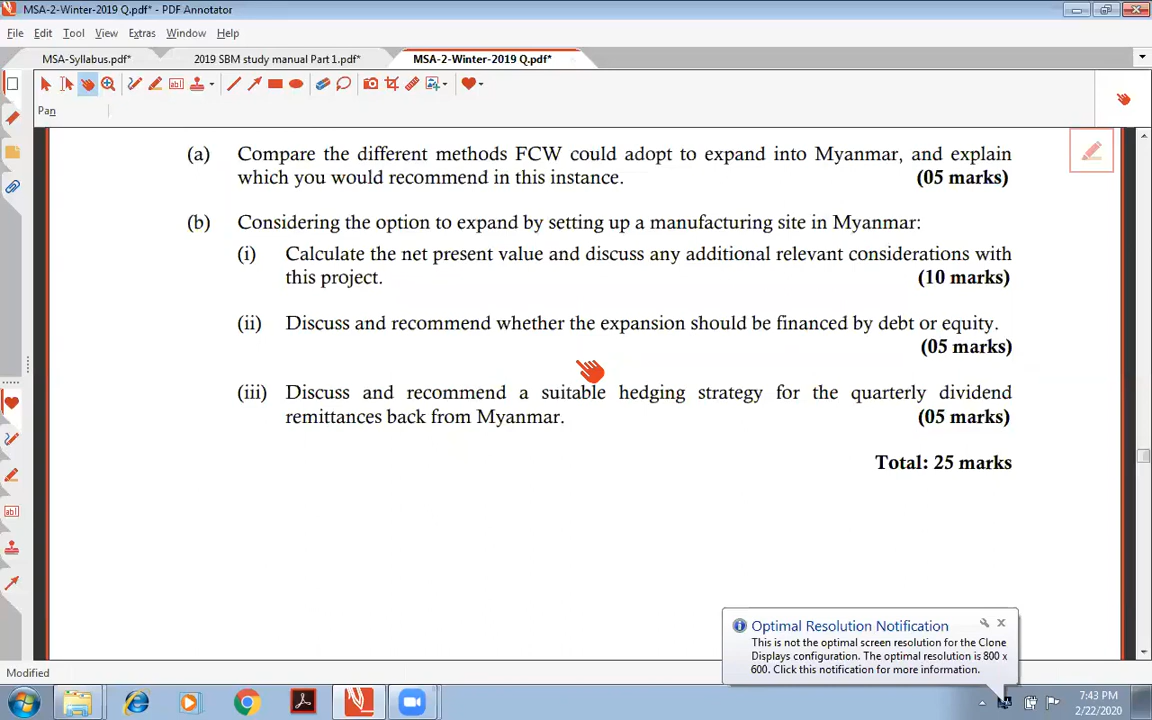 MSA-2-Winter-2019 Q.pdf* - PDF Annotator
File Edit Tool View Extras Window Help
MSA-Syllabus.pdf* 2019 SBM study manual Part 1.pdf* MSA-2-Winter-2019 Q.pdf*
Pan
(a) Compare the different methods FCW could adopt to expand into Myanmar, and explain
which you would recommend in this instance. (05 marks)
(b) Considering the option to expand by setting up a manufacturing site in Myanmar:
(i) Calculate the net present value and discuss any additional relevant considerations with
this project. (10 marks)
(ii) Discuss and recommend whether the expansion should be financed by debt or equity.
(05 marks)
(iii) Discuss and recommend a suitable hedging strategy for the quarterly dividend
remittances back from Myanmar. (05 marks)
Total: 25 marks
Optimal Resolution Notification
This is not the optimal screen resolution for the Clone
Displays configuration. The optimal resolution is 800 x
600. Click this notification for more information.
Modified
7:43 PM
2/22/2020